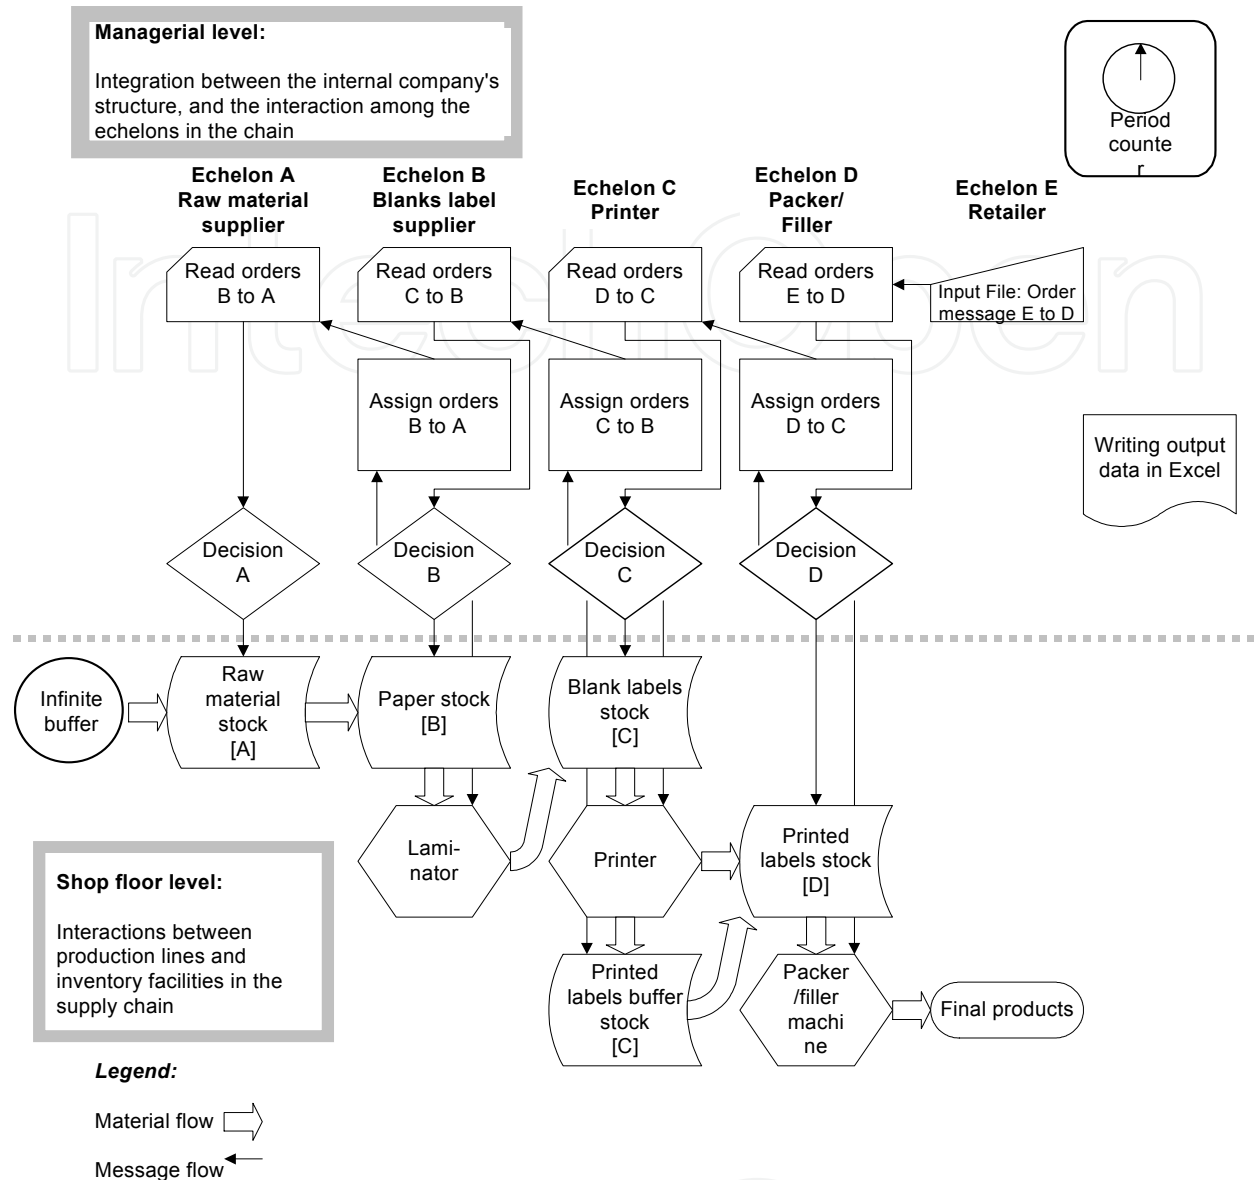 Managerial level:
Integration between the internal company's
structure, and the interaction among the
echelons in the chain
Period
counte
r
Echelon A
Raw material
supplier
Echelon B
Blanks label
supplier
Echelon C
Printer
Echelon D
Packer/
Filler
Echelon E
Retailer
Read orders
B to A
Read orders
C to B
Read orders
D to C
Read orders
E to D
Input File: Order
message E to D
IntechOpen
Assign orders
B to A
Assign orders
C to B
Assign orders
D to C
Writing output
data in Excel
Decision
A
Decision
B
Decision
C
Decision
D
Infinite
buffer
Raw
material
stock
[A]
Paper stock
[B]
Blank labels
stock
[C]
Lami-
nator
Printer
Printed
labels stock
[D]
Shop floor level:
Interactions between
production lines and
inventory facilities in the
supply chain
Printed
labels buffer
stock
[C]
Packer
/filler
machi
ne
Final products
Legend:
Material flow
Message flow